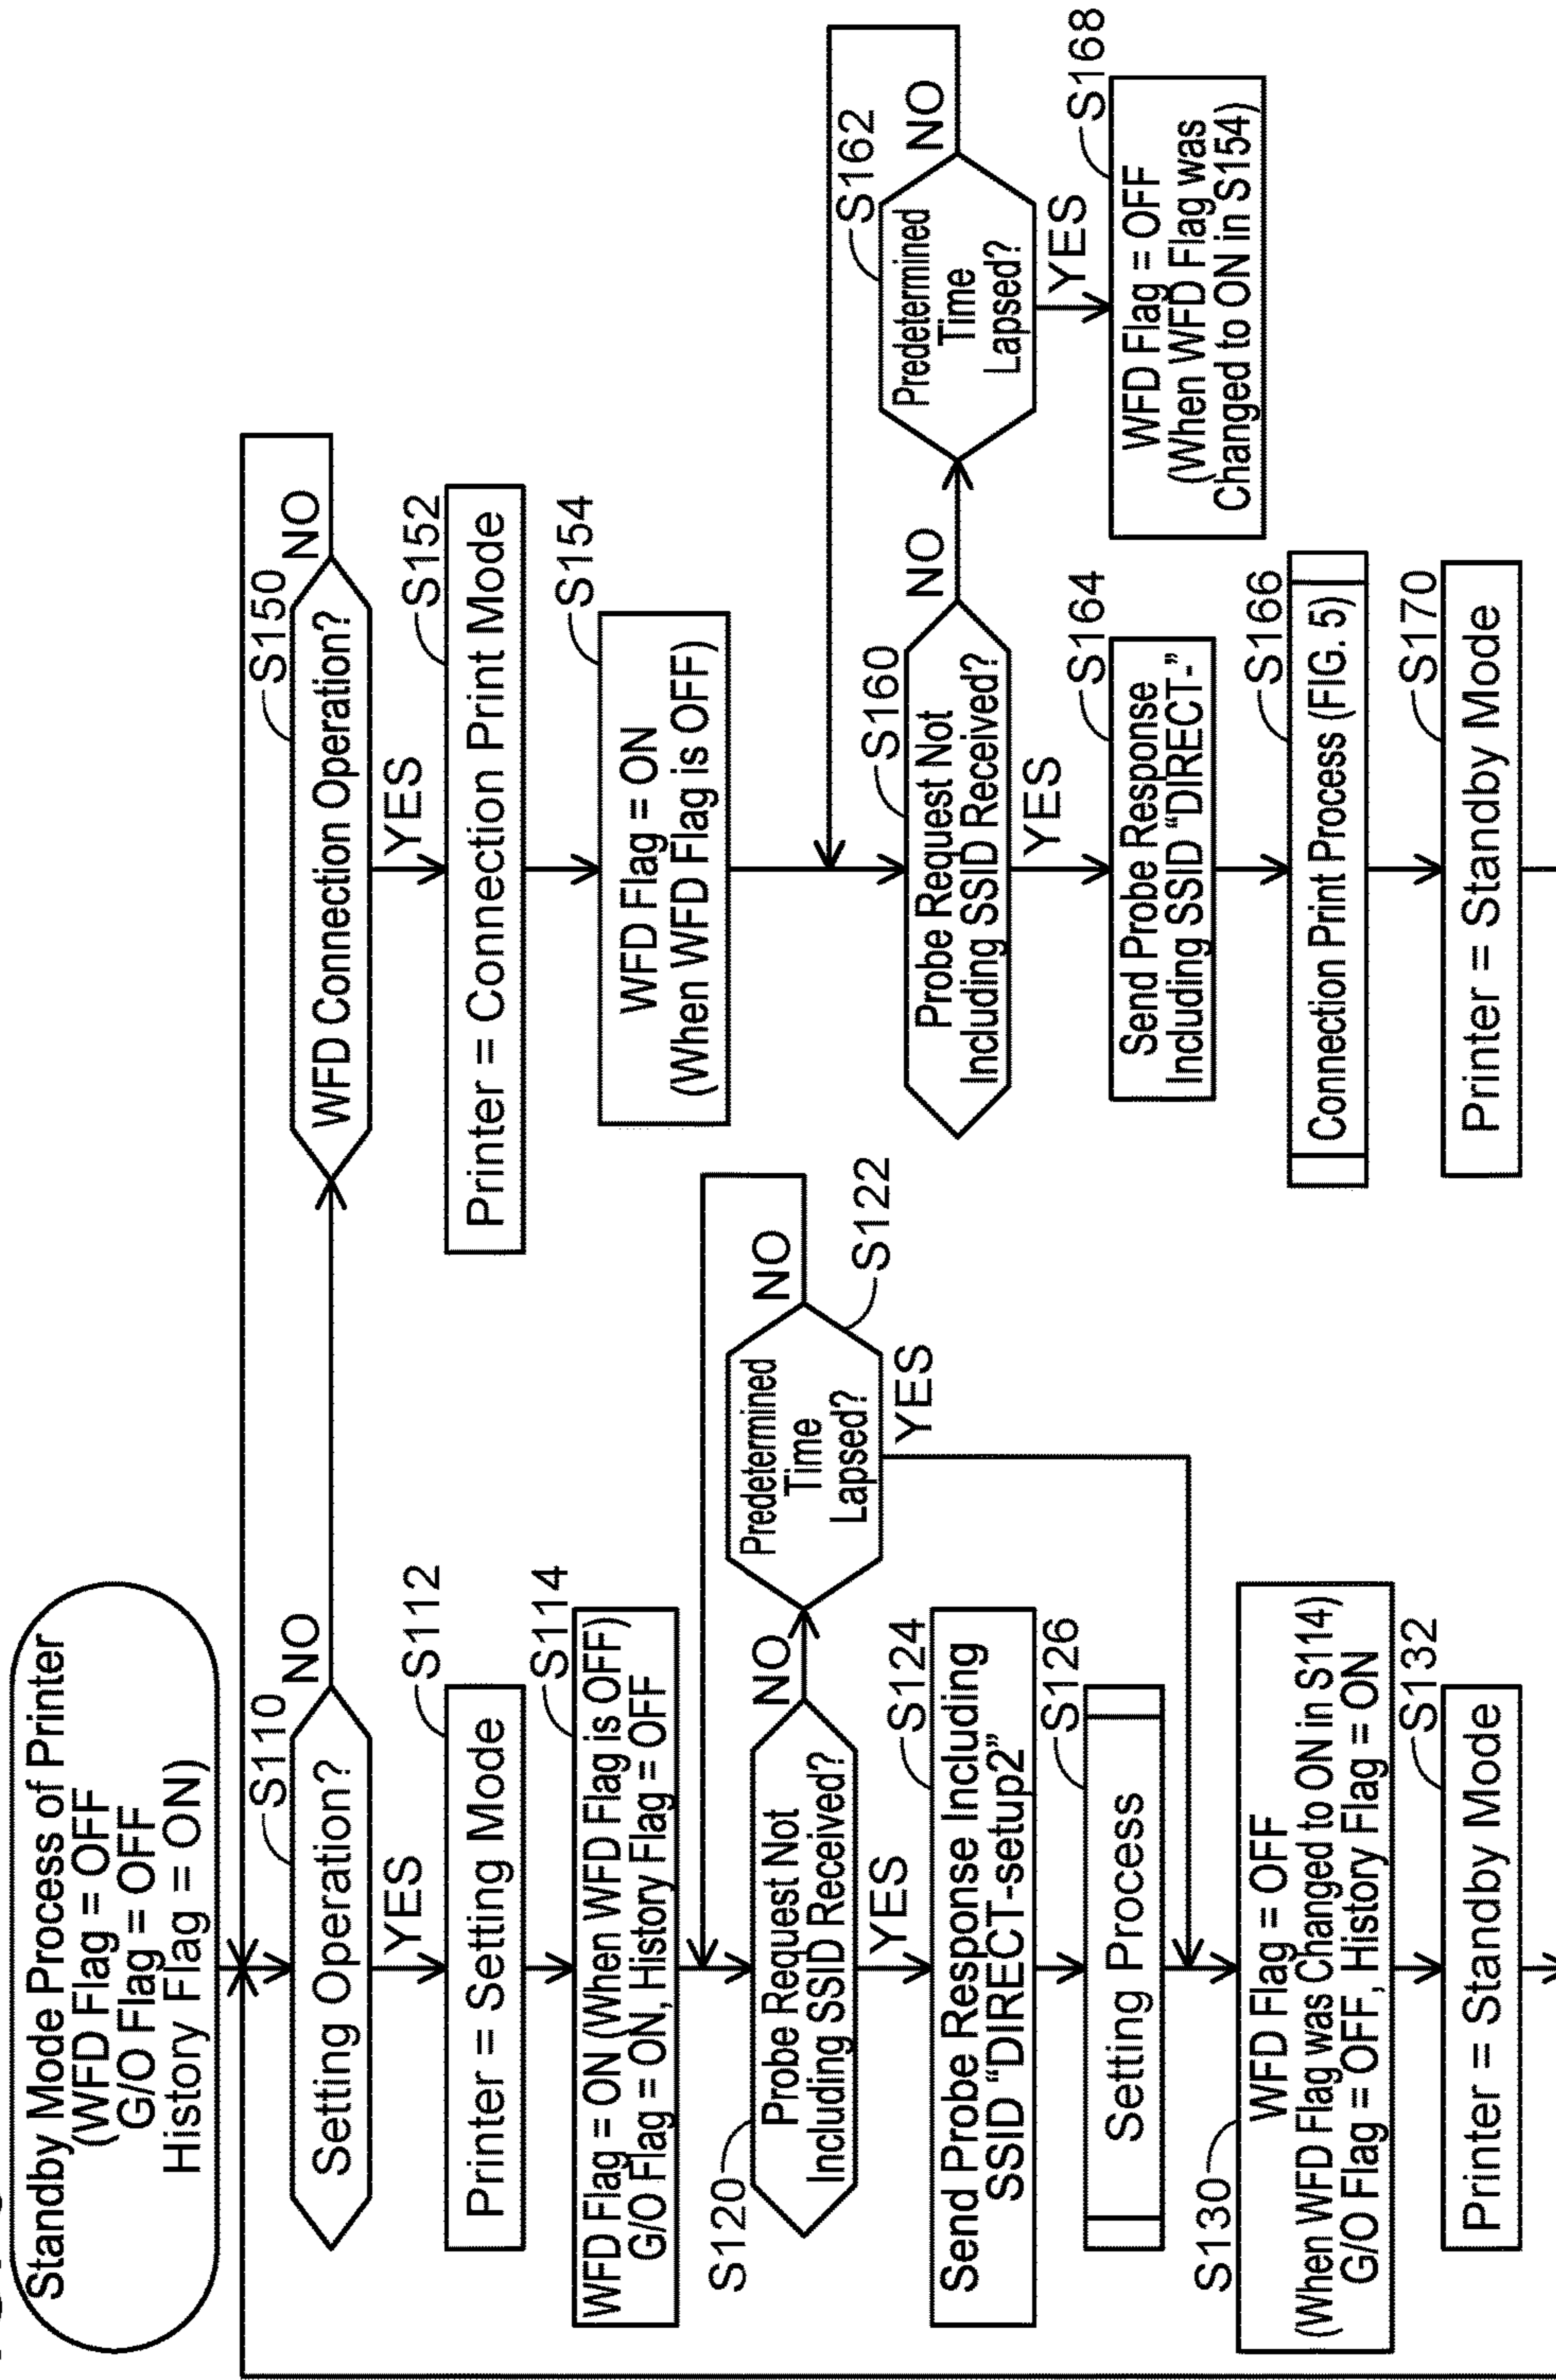 Standby Mode Process of Printer
(WFD Flag = OFF
G/O Flag = OFF
History Flag = ON)
S110
Setting Operation?
NO
YES
S112
Printer = Setting Mode
S114
WFD Flag = ON (When WFD Flag is OFF)
G/O Flag = ON, History Flag = OFF
S120
Probe Request Not
Including SSID Received?
NO
YES
Predetermined
Time
Lapsed?
NO
S122
YES
S124
Send Probe Response Including
SSID “DIRECT-setup2”
S126
Setting Process
S130
WFD Flag = OFF
(When WFD Flag was Changed to ON in S114)
G/O Flag = OFF, History Flag = ON
S132
Printer = Standby Mode
S150
WFD Connection Operation?
NO
YES
S152
Printer = Connection Print Mode
S154
WFD Flag = ON
(When WFD Flag is OFF)
S160
Probe Request Not
Including SSID Received?
NO
YES
S162
Predetermined
Time
Lapsed?
NO
YES
S168
WFD Flag = OFF
(When WFD Flag was
Changed to ON in S154)
S164
Send Probe Response
Including SSID “DIRECT-”
S166
Connection Print Process (FIG. 5)
S170
Printer = Standby Mode